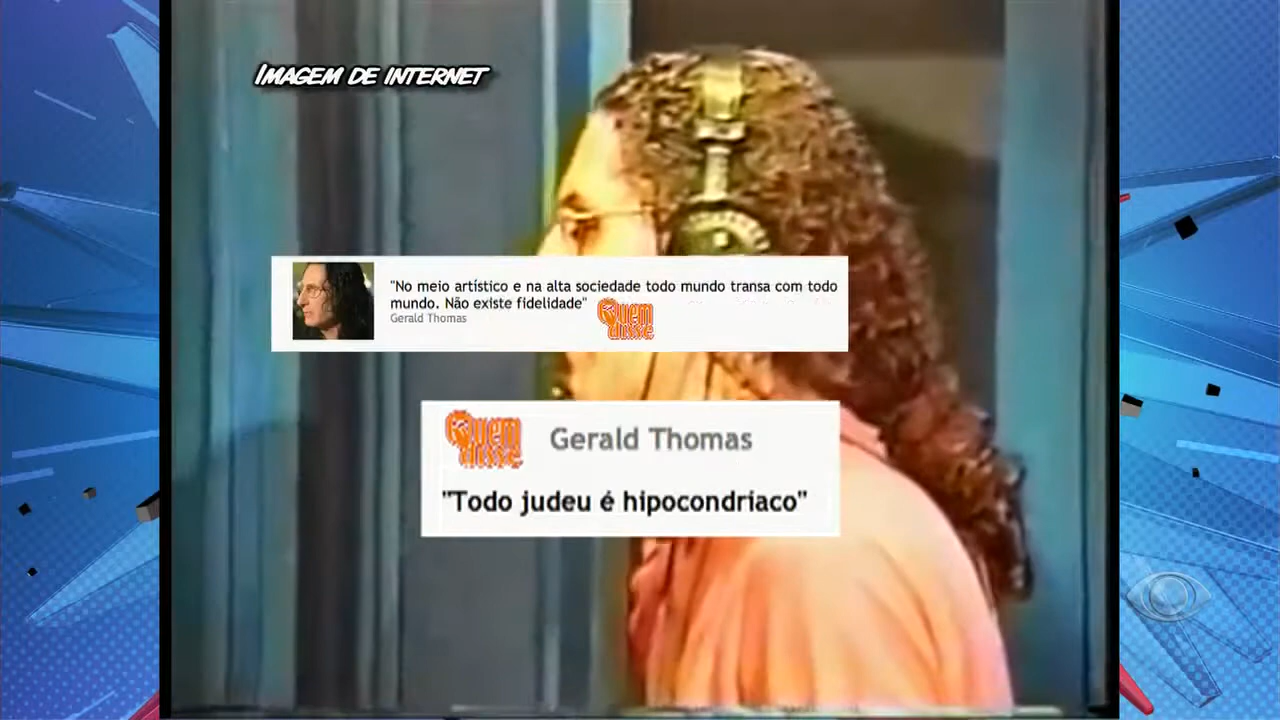 IMAGEM DE INTERNET
"No meio artístico e na alta sociedade todo mundo transa com todo
mundo. Não existe fidelidade"
Gerald Thomas
Quem
disse
Quem
disse
Gerald Thomas
"Todo judeu é hipocondríaco"